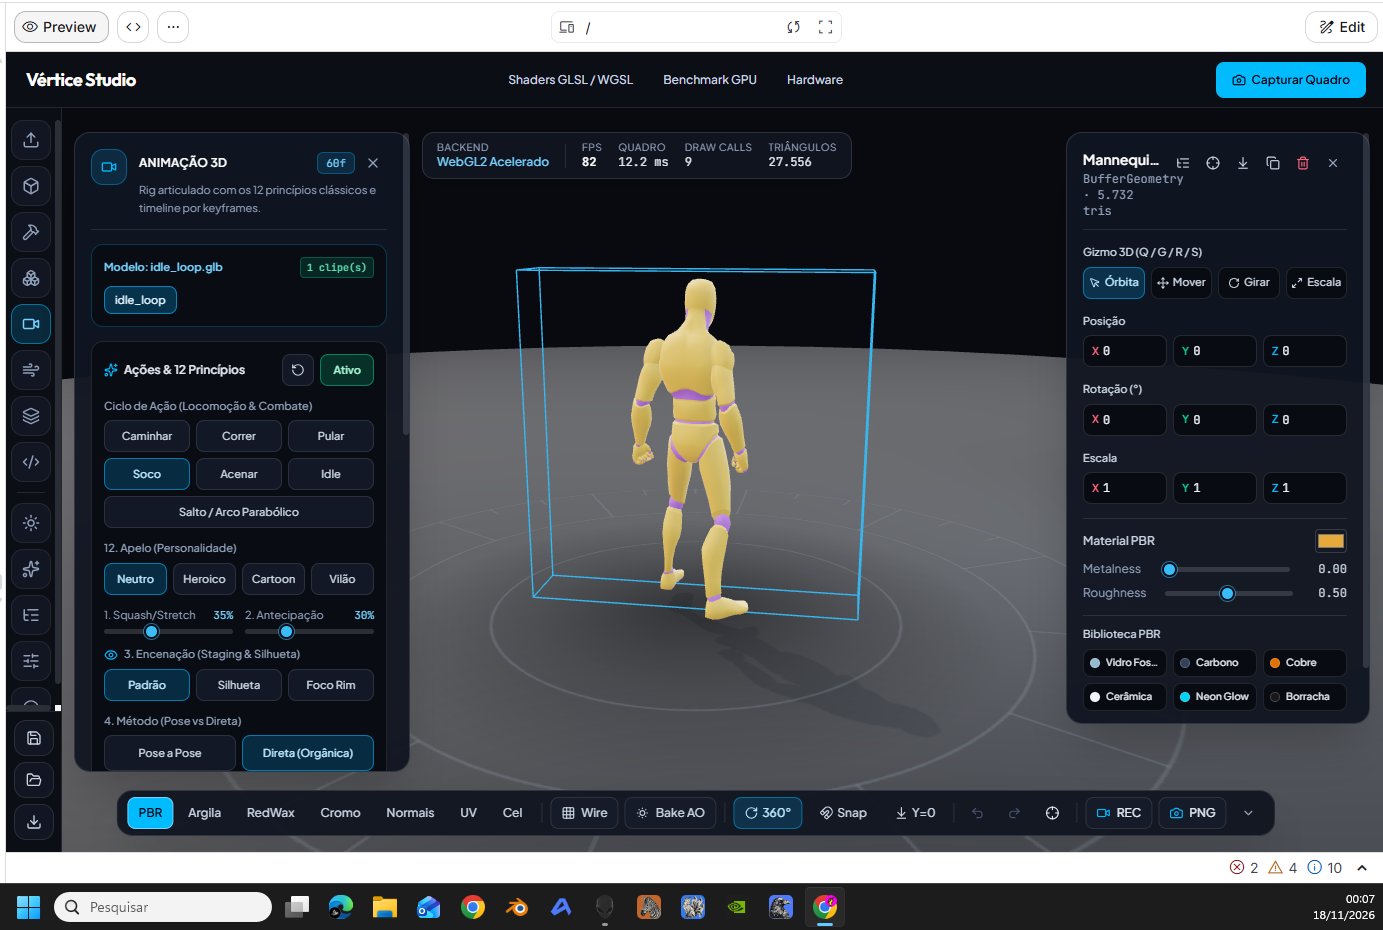 Preview
/
Edit
Vértice Studio
Shaders GLSL / WGSL
Benchmark GPU
Hardware
Capturar Quadro
ANIMAÇÃO 3D
60f
Rig articulado com os 12 princípios clássicos e
timeline por keyframes.
Modelo: idle_loop.glb
1 clipe(s)
idle_loop
Ações & 12 Princípios
Ativo
Ciclo de Ação (Locomoção & Combate)
Caminhar
Correr
Pular
Soco
Acenar
Idle
Salto / Arco Parabólico
12. Apelo (Personalidade)
Neutro
Heroico
Cartoon
Vilão
1. Squash/Stretch 35%
2. Antecipação 30%
3. Encenação (Staging & Silhueta)
Padrão
Silhueta
Foco Rim
4. Método (Pose vs Direta)
Pose a Pose
Direta (Orgânica)
BACKEND
WebGL2 Acelerado
FPS
82
QUADRO
12.2 ms
DRAW CALLS
9
TRIÂNGULOS
27.556
Mannequi...
BufferGeometry
· 5.732
tris
Gizmo 3D (Q / G / R / S)
Órbita
Mover
Girar
Escala
Posição
X 0
Y 0
Z 0
Rotação (°)
X 0
Y 0
Z 0
Escala
X 1
Y 1
Z 1
Material PBR
Metalness 0.00
Roughness 0.50
Biblioteca PBR
Vidro Fos...
Carbono
Cobre
Cerâmica
Neon Glow
Borracha
PBR
Argila
RedWax
Cromo
Normais
UV
Cel
Wire
Bake AO
360°
Snap
Y=0
REC
PNG
2
4
10
Pesquisar
00:07
18/11/2026